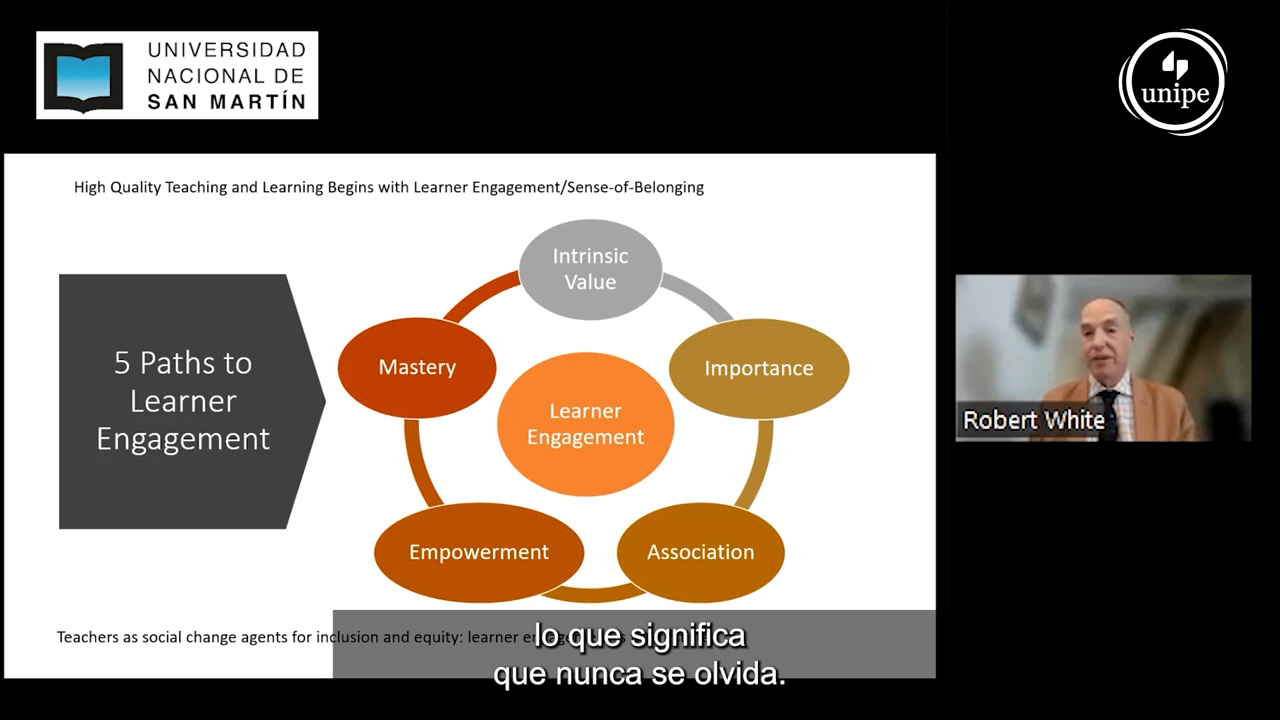 UNIVERSIDAD
NACIONAL DE
SAN MARTÍN
unipe
High Quality Teaching and Learning Begins with Learner Engagement/Sense-of-Belonging
5 Paths to
Learner
Engagement
Intrinsic
Value
Mastery
Importance
Learner
Engagement
Empowerment
Association
Robert White
Teachers as social change agents for inclusion and equity: learner
lo que significa
que nunca se olvida.